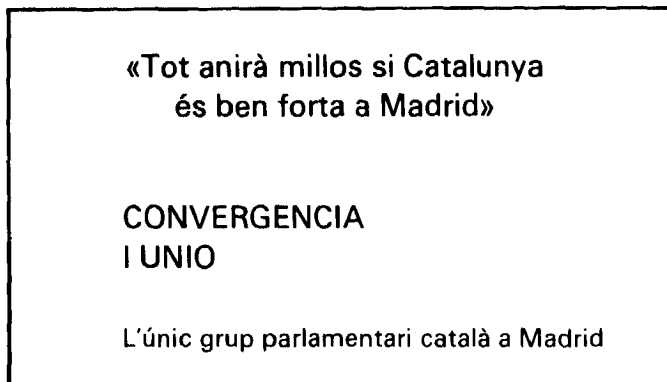 «Tot anirà millos si Catalunya
és ben forta a Madrid»
CONVERGENCIA
I UNIO
L'únic grup parlamentari català a Madrid